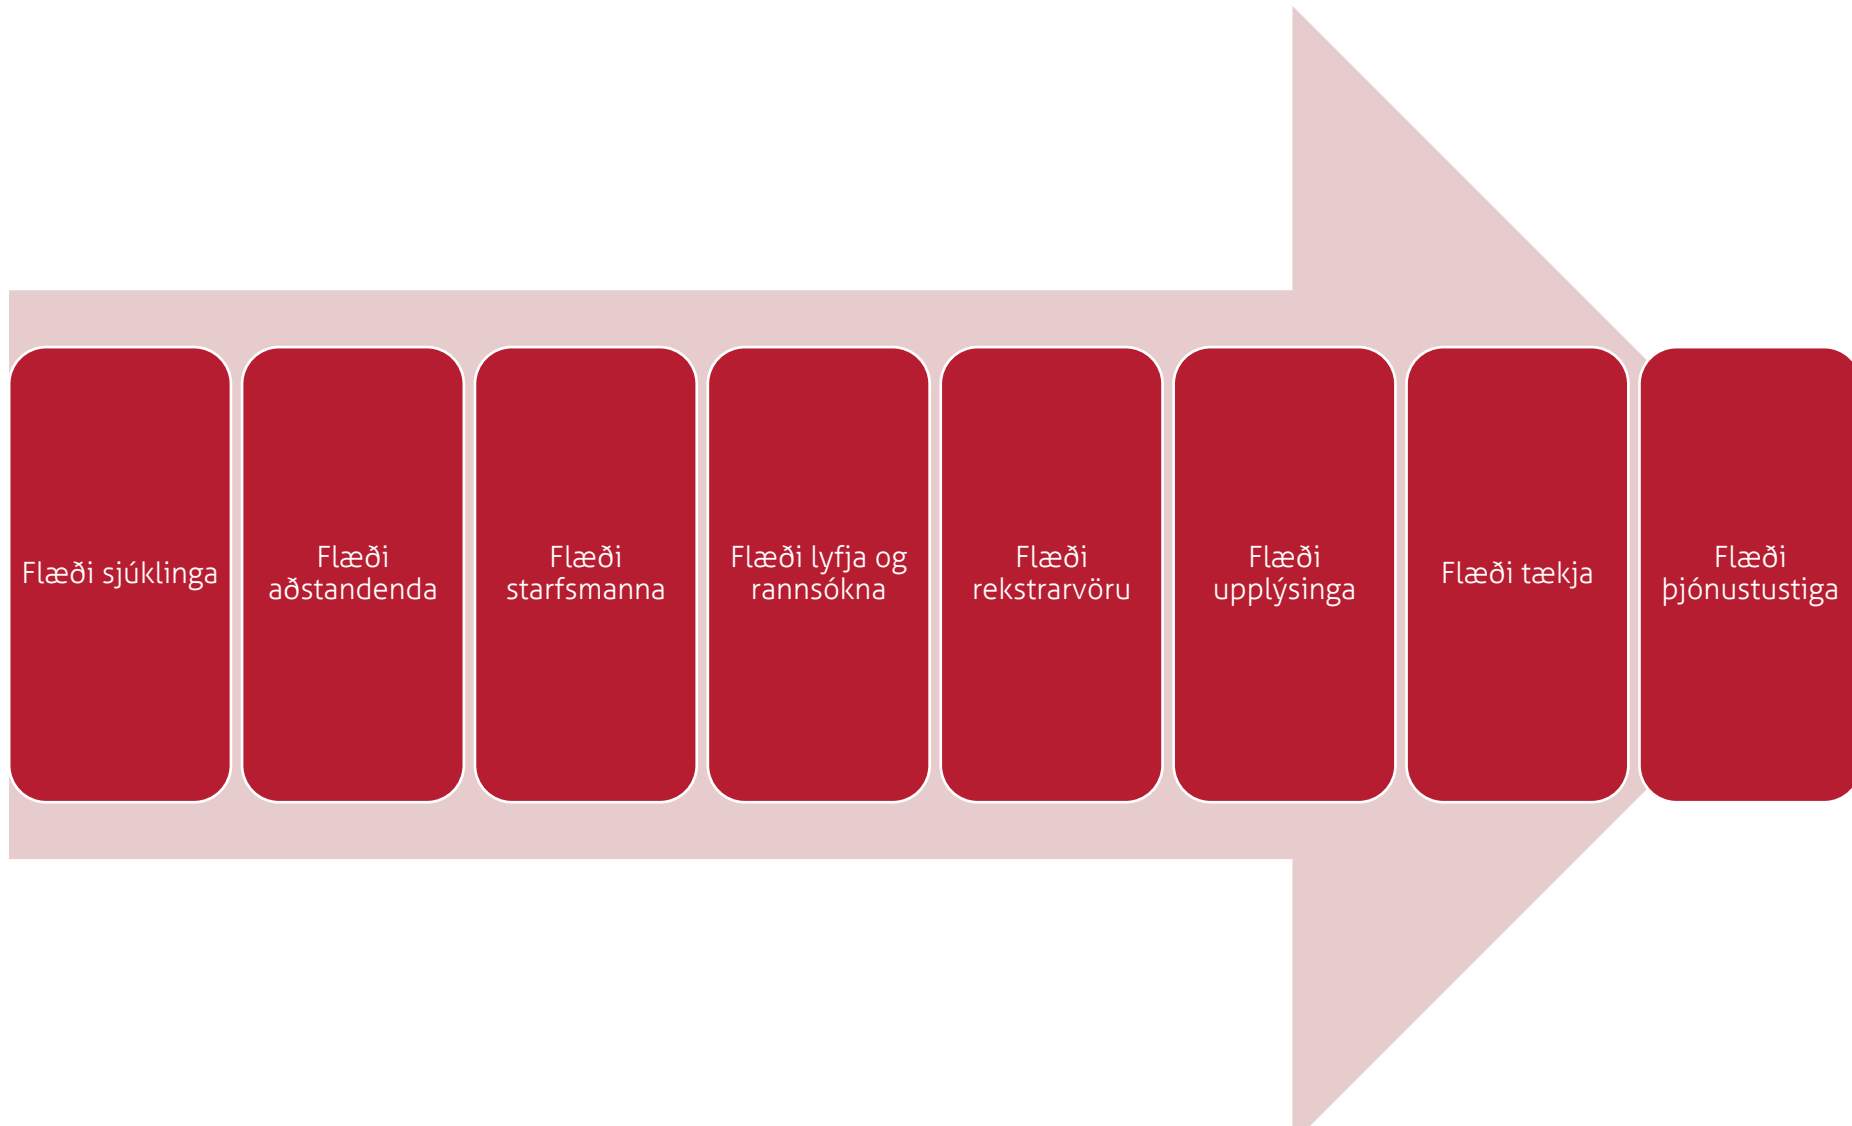 Flæði sjúklinga
Flæði
aðstandenda
Flæði
starfsmanna
Flæði lyfja og
rannsókna
Flæði
rekstrarvöru
Flæði
upplýsinga
Flæði tækja
Flæði
þjónustustiga